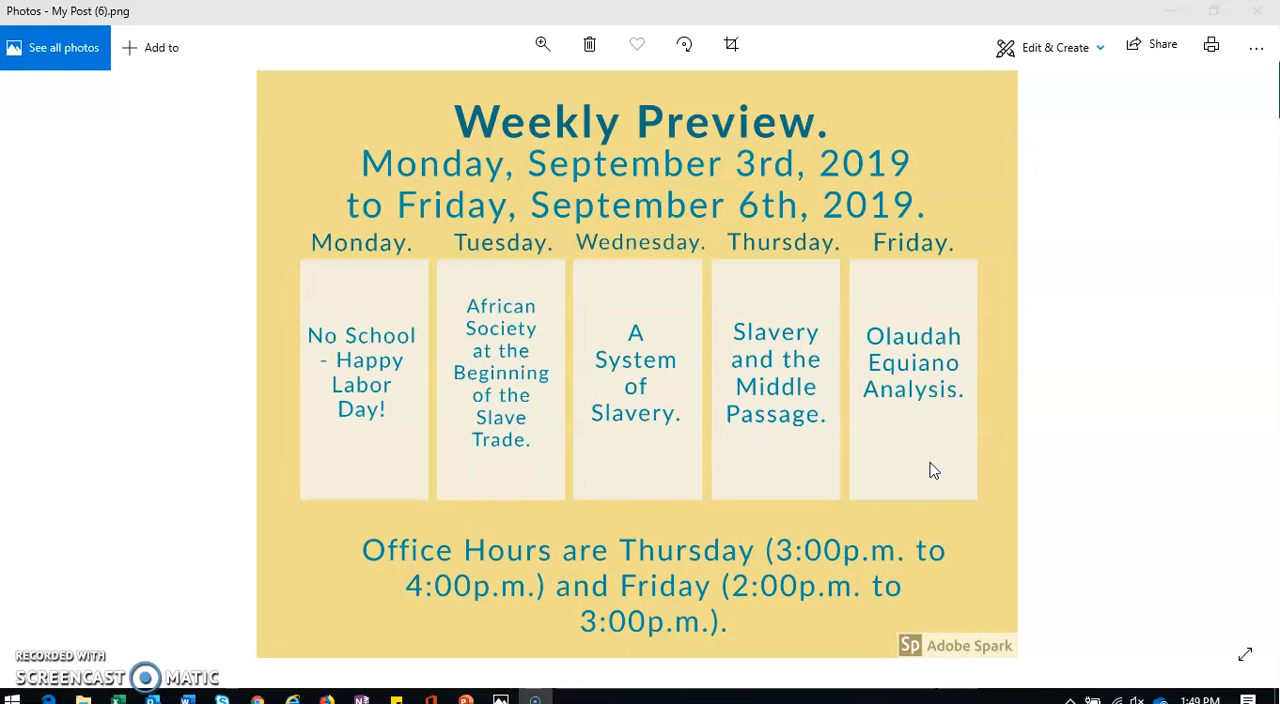 Photos - My Post (6).png
See all photos
Add to
Edit & Create
Share
Weekly Preview.
Monday, September 3rd, 2019
to Friday, September 6th, 2019.
Monday. Tuesday. Wednesday. Thursday. Friday.
No School
- Happy
Labor
Day!
African
Society
at the
Beginning
of the
Slave
Trade.
A
System
of
Slavery.
Slavery
and the
Middle
Passage.
Olaudah
Equiano
Analysis.
Office Hours are Thursday (3:00p.m. to
4:00p.m.) and Friday (2:00p.m. to
3:00p.m.).
Sp Adobe Spark
RECORDED WITH
SCREENCAST MATIC
1:49 PM